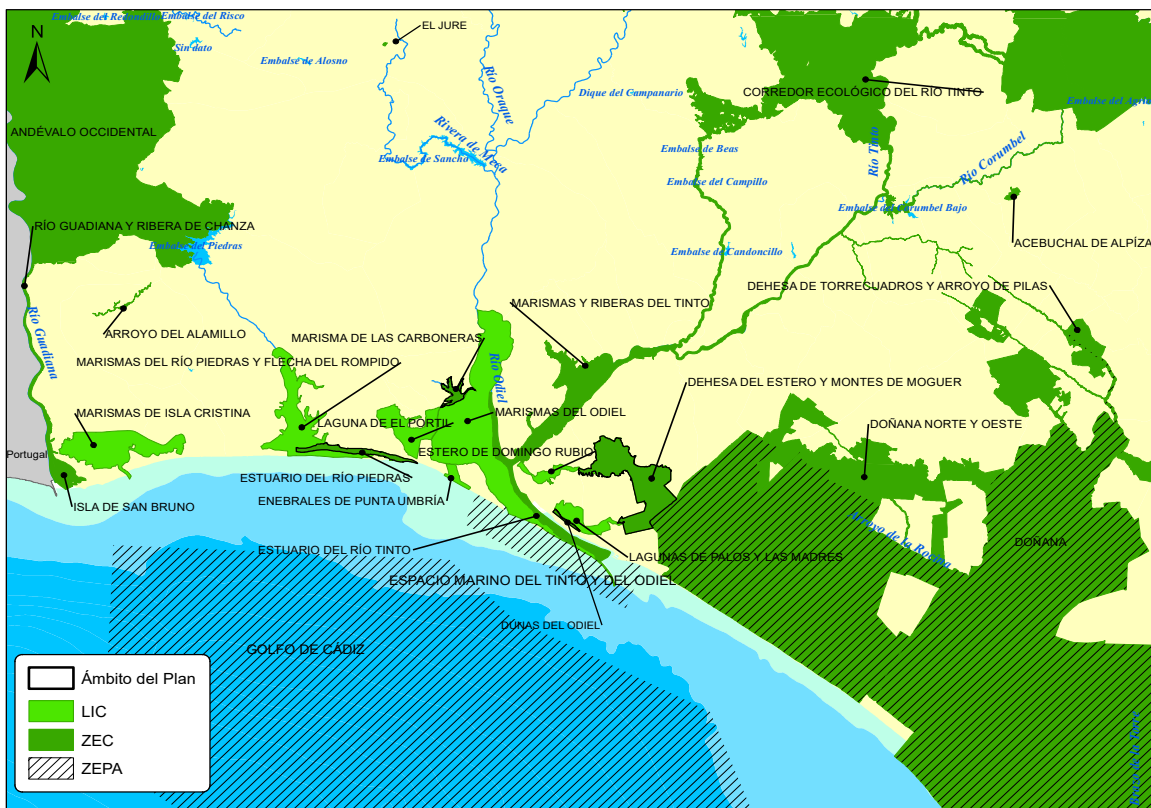 Embalse del Redondillo
Embalse del Risco
N
EL JURE
Sin dato
Embalse de Alosno
Dique del Campanario
CORREDOR ECOLÓGICO DEL RÍO TINTO
Río Oraque
ANDÉVALO OCCIDENTAL
Rivera de Meca
Embalse de Sancho
Embalse de Beas
Río Tinto
Río Corumbel
Embalse del Campillo
Embalse del Corumbel Bajo
RÍO GUADIANA Y RIBERA DE CHANZA
Embalse del Piedras
Embalse de Candoncillo
ACEBUCHAL DE ALPÍZA
DEHESA DE TORRECUADROS Y ARROYO DE PILAS
MARISMAS Y RIBERAS DEL TINTO
Río Guadiana
ARROYO DEL ALAMILLO
MARISMA DE LAS CARBONERAS
MARISMAS DEL RÍO PIEDRAS Y FLECHA DEL ROMPIDO
Río Odiel
DEHESA DEL ESTERO Y MONTES DE MOGUER
MARISMAS DE ISLA CRISTINA
LAGUNA DE EL PORTIL
MARISMAS DEL ODIEL
DOÑANA NORTE Y OESTE
Portugal
ESTERO DE DOMINGO RUBIO
ESTUARIO DEL RÍO PIEDRAS
ISLA DE SAN BRUNO
ENEBRALES DE PUNTA UMBRÍA
Arroyo de la Rocina
DOÑANA
ESTUARIO DEL RÍO TINTO
LAGUNAS DE PALOS Y LAS MADRES
ESPACIO MARINO DEL TINTO Y DEL ODIEL
DUNAS DEL ODIEL
GOLFO DE CÁDIZ
Ámbito del Plan
LIC
ZEC
ZEPA